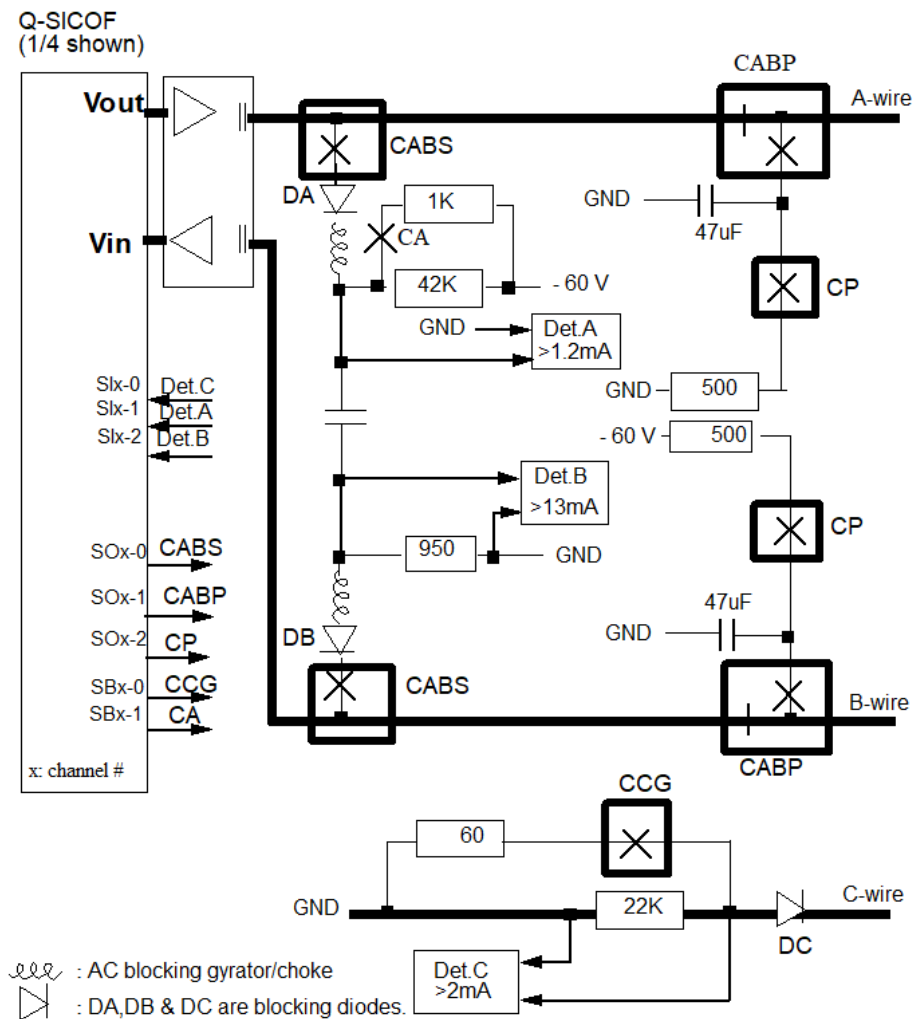 Q-SICOF
(1/4 shown)
Vout
Vin
CABP
A-wire
CABS
DA
1K
CA
42K
- 60 V
GND
47uF
CP
GND
Det.A
>1.2mA
GND
500
- 60 V
500
SIx-0
Det.C
SIx-1
Det.A
SIx-2
Det.B
Det.B
>13mA
950
GND
CP
SOx-0
CABS
SOx-1
CABP
SOx-2
CP
SBx-0
CCG
SBx-1
CA
x: channel #
47uF
GND
DB
CABS
B-wire
CABP
CCG
60
GND
22K
C-wire
DC
Det.C
>2mA
: AC blocking gyrator/choke
: DA,DB & DC are blocking diodes.